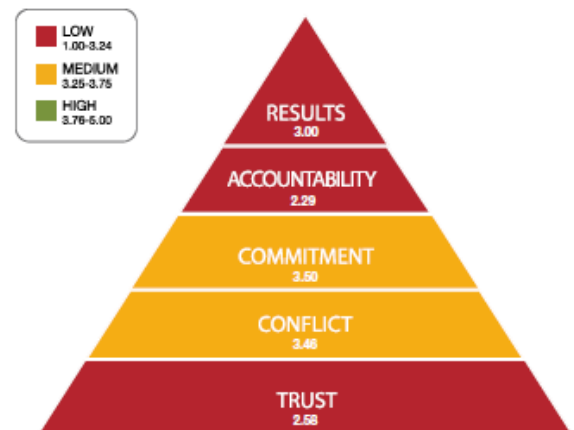 LOW
1.00-3.24
MEDIUM
3.25-3.75
HIGH
3.76-5.00
RESULTS
3.00
ACCOUNTABILITY
2.29
COMMITMENT
3.50
CONFLICT
3.46
TRUST
2.58